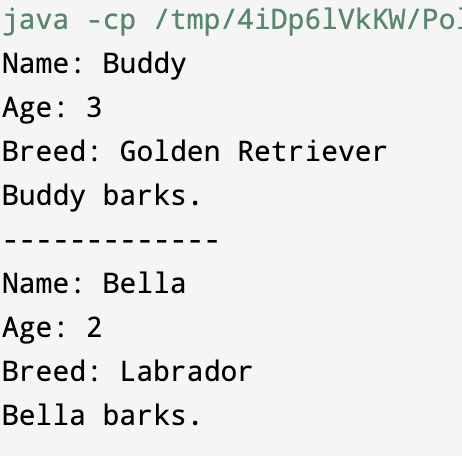 java -cp /tmp/4iDp6lVkKW/Pol
Name: Buddy
Age: 3
Breed: Golden Retriever
Buddy barks.
-------------
Name: Bella
Age: 2
Breed: Labrador
Bella barks.